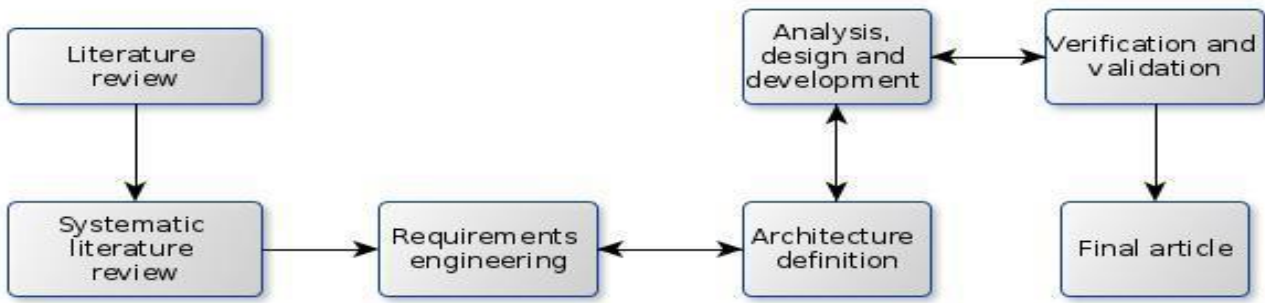 Literature
review
Systematic
literature
review
Requirements
engineering
Architecture
definition
Analysis,
design and
development
Verification and
validation
Final article